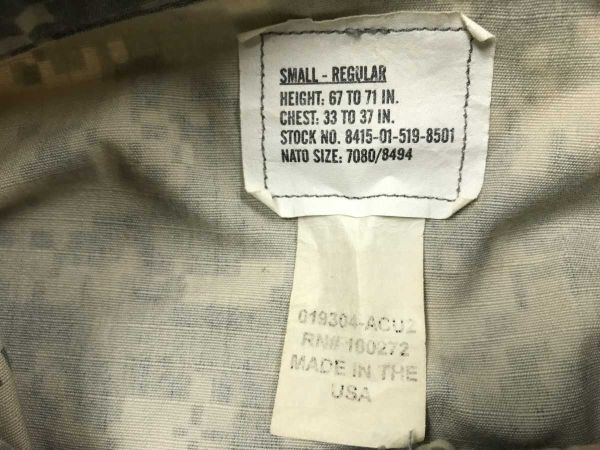 SMALL - REGULAR
HEIGHT: 67 TO 71 IN.
CHEST: 33 TO 37 IN.
STOCK NO. 8415-01-519-8501
NATO SIZE: 7080/8494
019304-ACU2
RN# 100272
MADE IN THE
USA